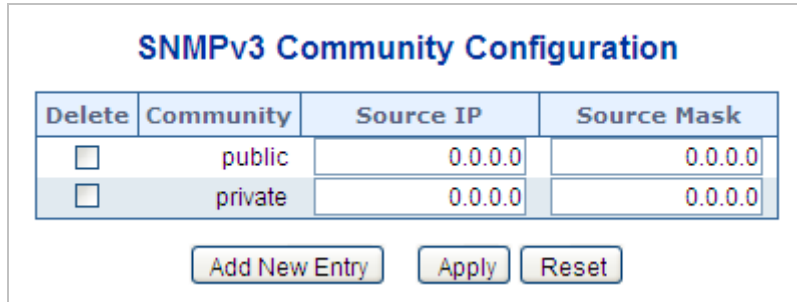 SNMPv3 Community Configuration
Delete Community Source IP Source Mask
public 0.0.0.0 0.0.0.0
private 0.0.0.0 0.0.0.0
Add New Entry Apply Reset